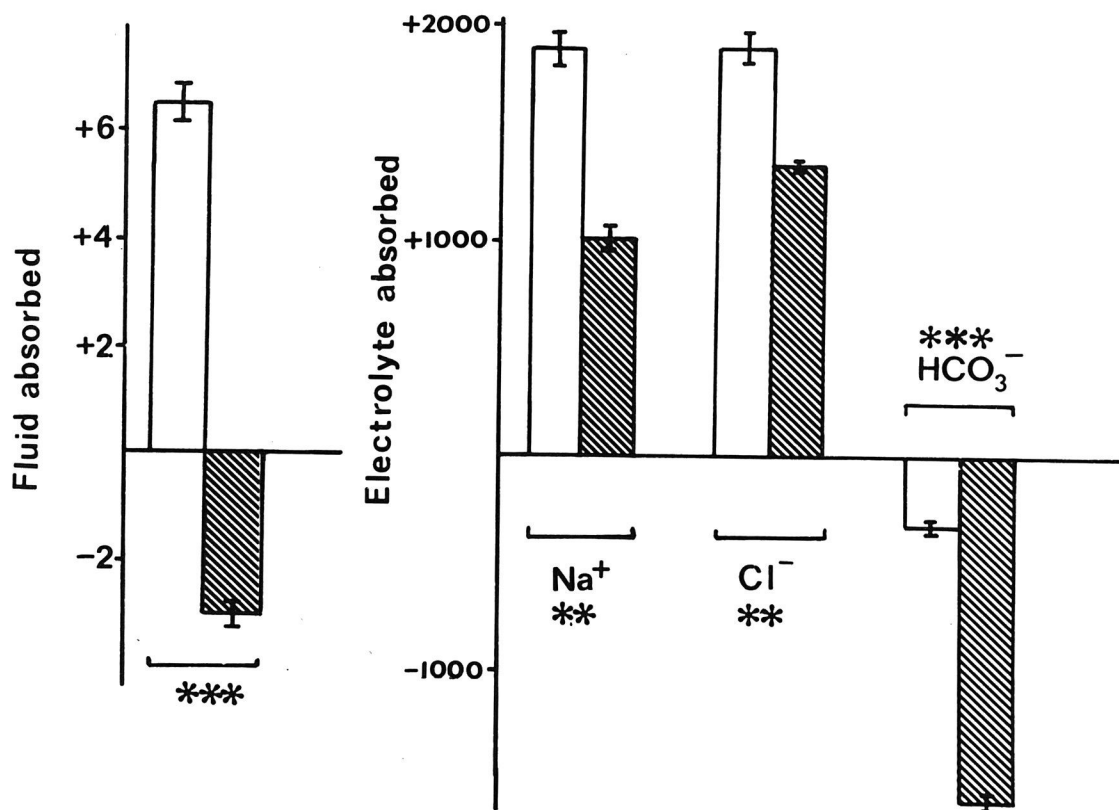 Fluid absorbed
+6
+4
+2
-2
***
Electrolyte absorbed
+2000
+1000
-1000
Na⁺
**
Cl⁻
**
***
HCO₃⁻